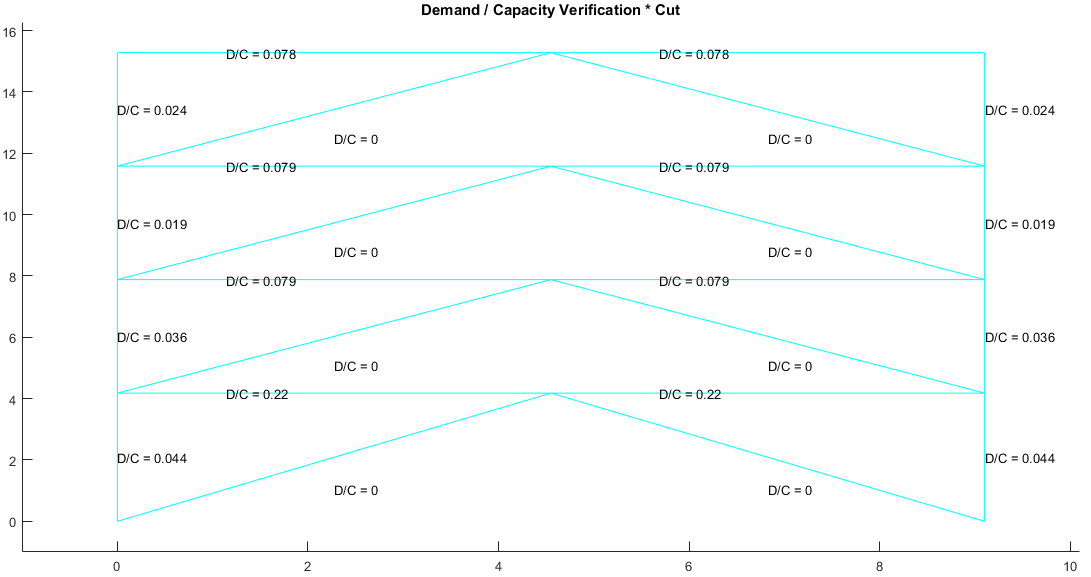 Demand / Capacity Verification * Cut
16
D/C = 0.078 D/C = 0.078
14
D/C = 0.024 D/C = 0.024
D/C = 0 D/C = 0
12
D/C = 0.079 D/C = 0.079
10
D/C = 0.019 D/C = 0.019
D/C = 0 D/C = 0
8
D/C = 0.079 D/C = 0.079
6
D/C = 0.036 D/C = 0.036
D/C = 0 D/C = 0
4
D/C = 0.22 D/C = 0.22
2
D/C = 0.044 D/C = 0.044
D/C = 0 D/C = 0
0
0 2 4 6 8 10